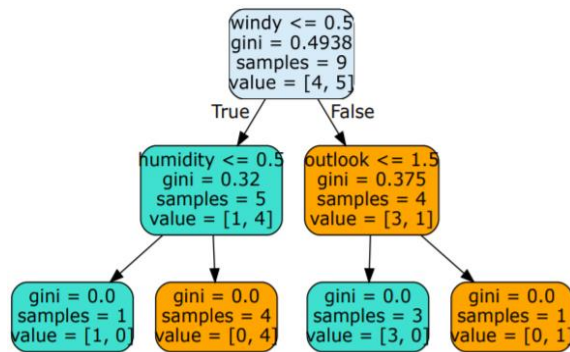 windy <= 0.5
gini = 0.4938
samples = 9
value = [4, 5]
True
False
humidity <= 0.5
gini = 0.32
samples = 5
value = [1, 4]
outlook <= 1.5
gini = 0.375
samples = 4
value = [3, 1]
gini = 0.0
samples = 1
value = [1, 0]
gini = 0.0
samples = 4
value = [0, 4]
gini = 0.0
samples = 3
value = [3, 0]
gini = 0.0
samples = 1
value = [0, 1]